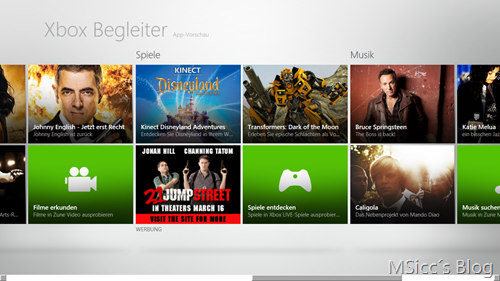 Xbox Begleiter App-Vorschau
Spiele
Musik
Johnny English - Jetzt erst Recht
Johnny English ist zurück
KINECT
Disneyland
Adventures
Kinect Disneyland Adventures
Entdecken Sie Disneyland in Ihrem W...
Transformers: Dark of the Moon
Erleben Sie epische Schlachten als Vo...
Bruce Springsteen
The Boss is back!
Katie Melua
Arts-R...
Filme erkunden
Filme in Zune Video ausprobieren
JONAH HILL CHANNING TATUM
21 JUMP STREET
IN THEATERS MARCH 16
VISIT THE SITE FOR MORE
WERBUNG
Spiele entdecken
Spiele in Xbox LIVE-Spiele ausprobier...
Caligola
Das Nebenprojekt von Mando Diao
Musik suchen
MSicc´s Blog